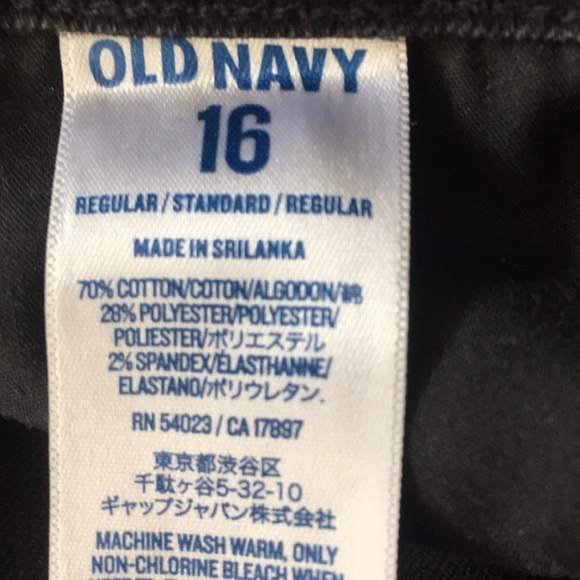 OLD NAVY
16
REGULAR / STANDARD / REGULAR
MADE IN SRILANKA
70% COTTON/COTON/ALGODON/綿
28% POLYESTER/POLYESTER/
POLIESTER/ポリエステル
2% SPANDEX/ÉLASTHANNE/
ELASTANO/ポリウレタン.
RN 54023 / CA 17897
東京都渋谷区
千駄ヶ谷5-32-10
ギャップジャパン株式会社
MACHINE WASH WARM, ONLY
NON-CHLORINE BLEACH WHEN